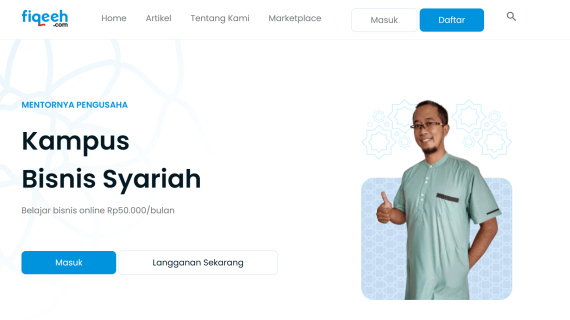 fiqeeh
.com
Home
Artikel
Tentang Kami
Marketplace
Masuk
Daftar
MENTORNYA PENGUSAHA
Kampus
Bisnis Syariah
Belajar bisnis online Rp50.000/bulan
Masuk
Langganan Sekarang